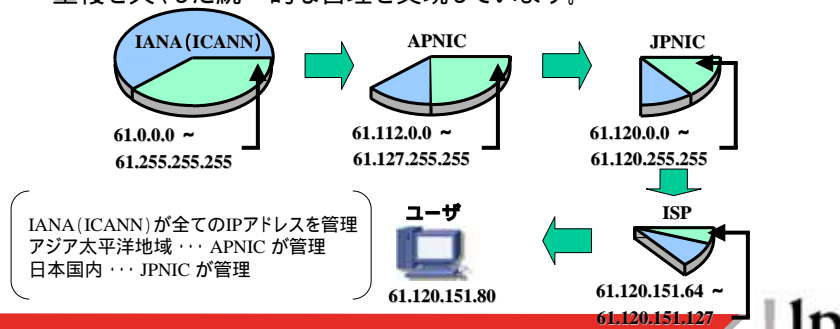 IANA(ICANN)
APNIC
JPNIC
61.0.0.0 ~
61.255.255.255
61.112.0.0 ~
61.127.255.255
61.120.0.0 ~
61.120.255.255
IANA(ICANN)が全てのIPアドレスを管理
アジア太平洋地域 ··· APNIC が管理
日本国内 ··· JPNIC が管理
ユーザ
61.120.151.80
ISP
61.120.151.64 ~
61.120.151.127